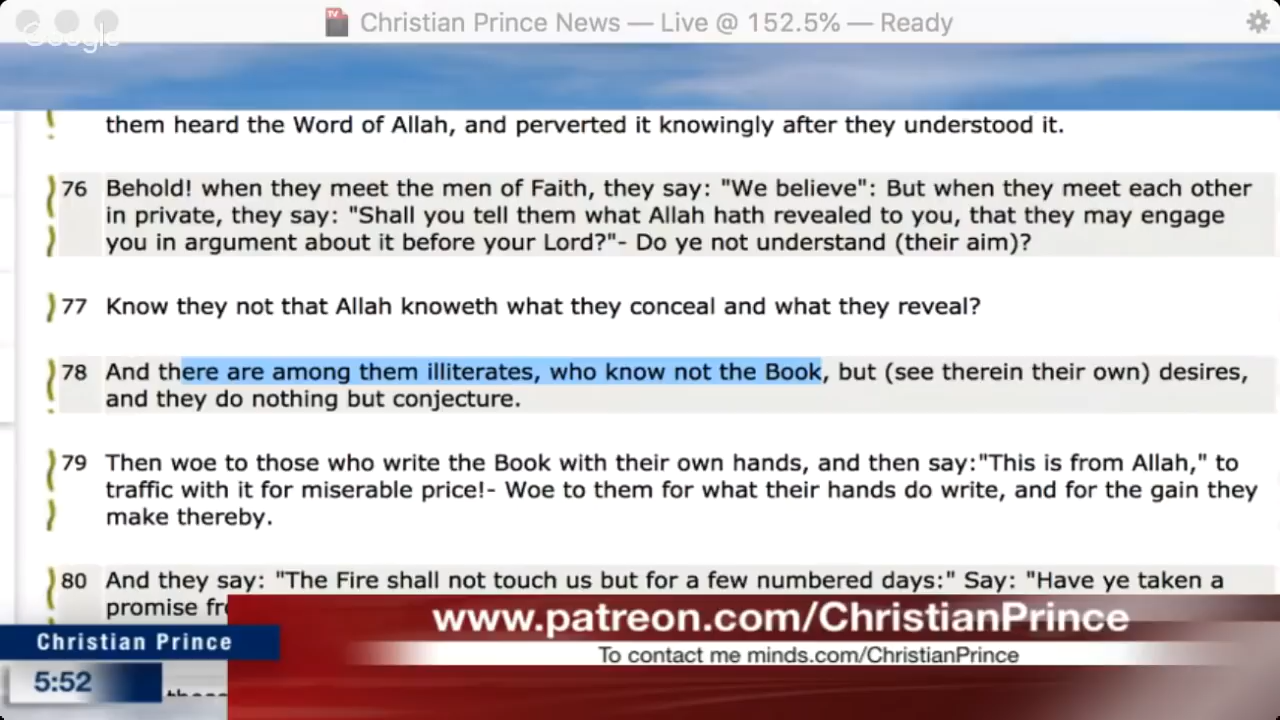 Christian Prince News — Live @ 152.5% — Ready
Google
them heard the Word of Allah, and perverted it knowingly after they understood it.
76 Behold! when they meet the men of Faith, they say: "We believe": But when they meet each other
in private, they say: "Shall you tell them what Allah hath revealed to you, that they may engage
you in argument about it before your Lord?"- Do ye not understand (their aim)?
77 Know they not that Allah knoweth what they conceal and what they reveal?
78 And there are among them illiterates, who know not the Book, but (see therein their own) desires,
and they do nothing but conjecture.
79 Then woe to those who write the Book with their own hands, and then say:"This is from Allah," to
traffic with it for miserable price!- Woe to them for what their hands do write, and for the gain they
make thereby.
80 And they say: "The Fire shall not touch us but for a few numbered days:" Say: "Have ye taken a
promise
www.patreon.com/ChristianPrince
Christian Prince
To contact me minds.com/ChristianPrince
5:52